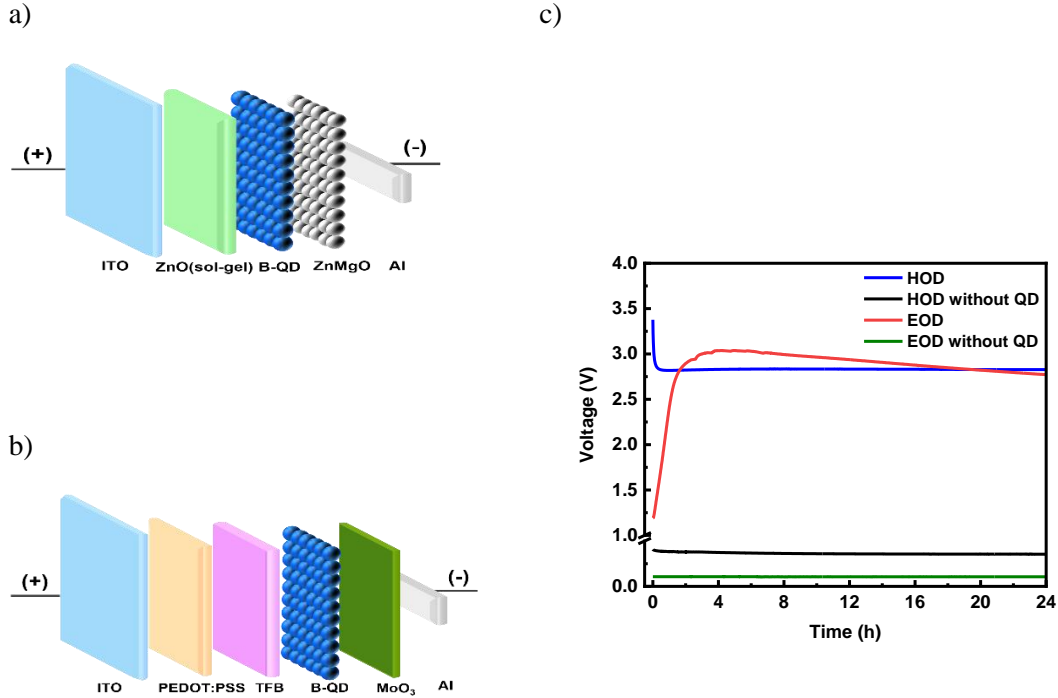 a)
(+)
(-)
ITO ZnO(sol-gel) B-QD ZnMgO Al
b)
(+)
(-)
ITO PEDOT:PSS TFB B-QD MoO₃ Al
c)
HOD
HOD without QD
EOD
EOD without QD
Voltage (V)
4.0
3.5
3.0
2.5
2.0
1.5
1.0
0.0
0 4 8 12 16 20 24
Time (h)